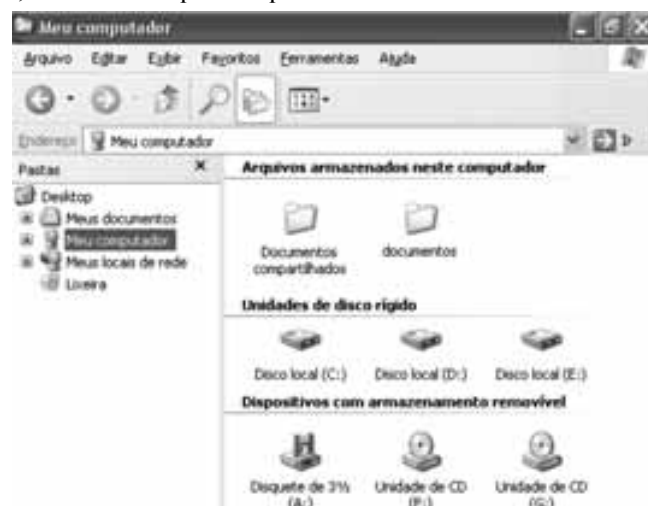 Meu computador
Arquivo Editar Exibir Favoritos Ferramentas Ajuda
Endereço Meu computador
Pastas
Desktop
Meus documentos
Meu computador
Meus locais de rede
Lixeira
Arquivos armazenados neste computador
Documentos compartilhados
documentos
Unidades de disco rígido
Disco local (C:) Disco local (D:) Disco local (E:)
Dispositivos com armazenamento removível
Disquete de 3½ (A:)
Unidade de CD (F:)
Unidade de CD (G:)